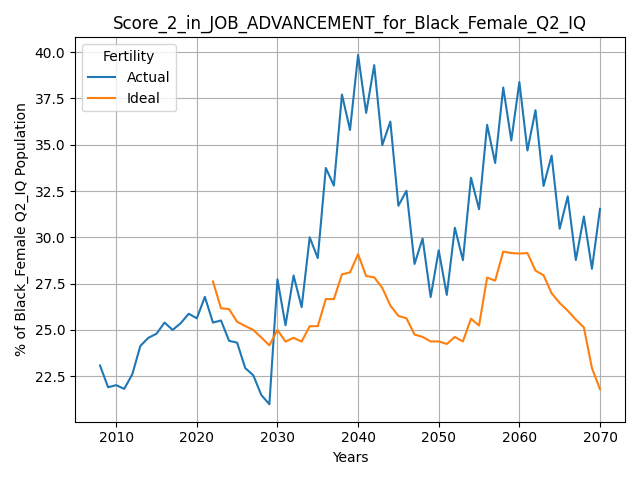 Score_2_in_JOB_ADVANCEMENT_for_Black_Female_Q2_IQ
Fertility
Actual
Ideal
% of Black_Female Q2_IQ Population
40.0
37.5
35.0
32.5
30.0
27.5
25.0
22.5
2010 2020 2030 2040 2050 2060 2070
Years